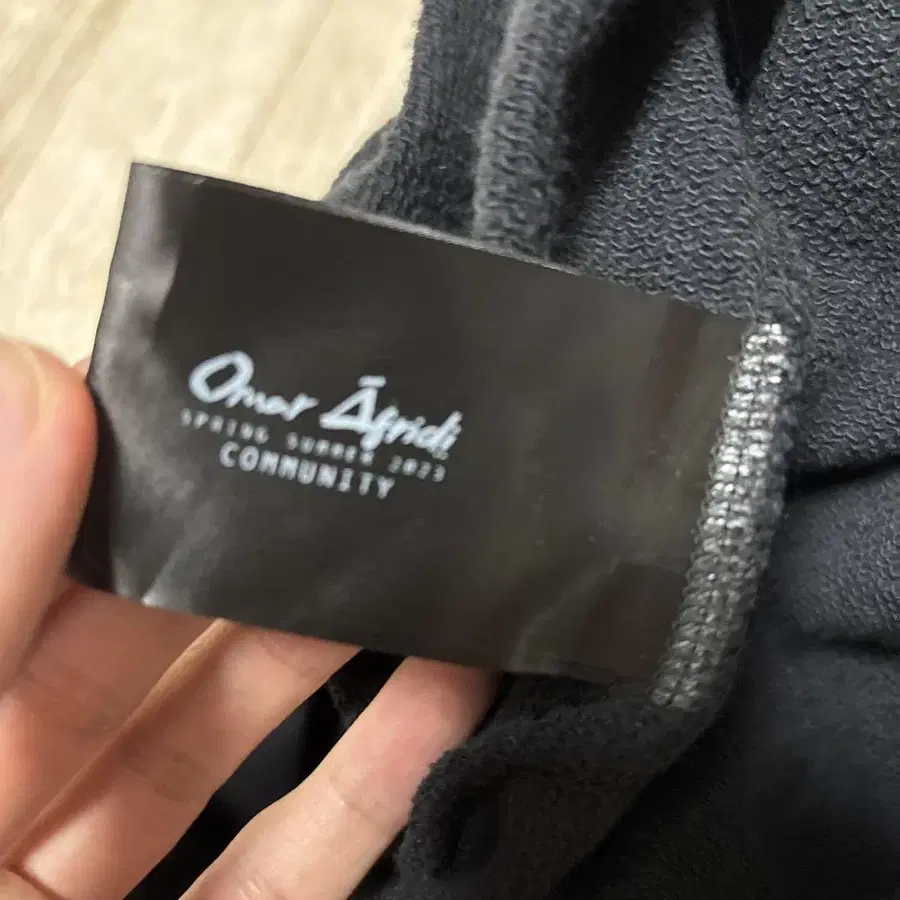 Omar Āfridi
SPRING SUMMER 2023
COMMUNITY